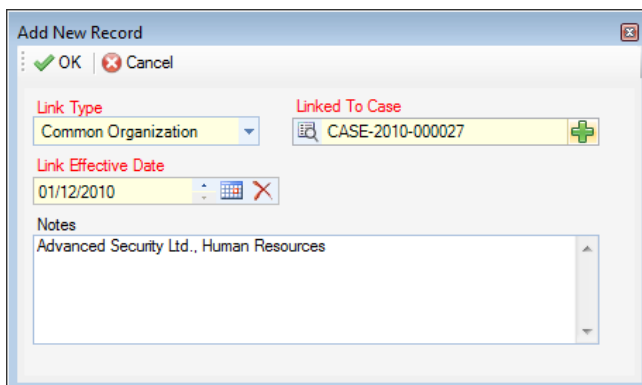 Add New Record
OK Cancel
Link Type Linked To Case
Common Organization CASE-2010-000027
Link Effective Date
01/12/2010
Notes
Advanced Security Ltd., Human Resources